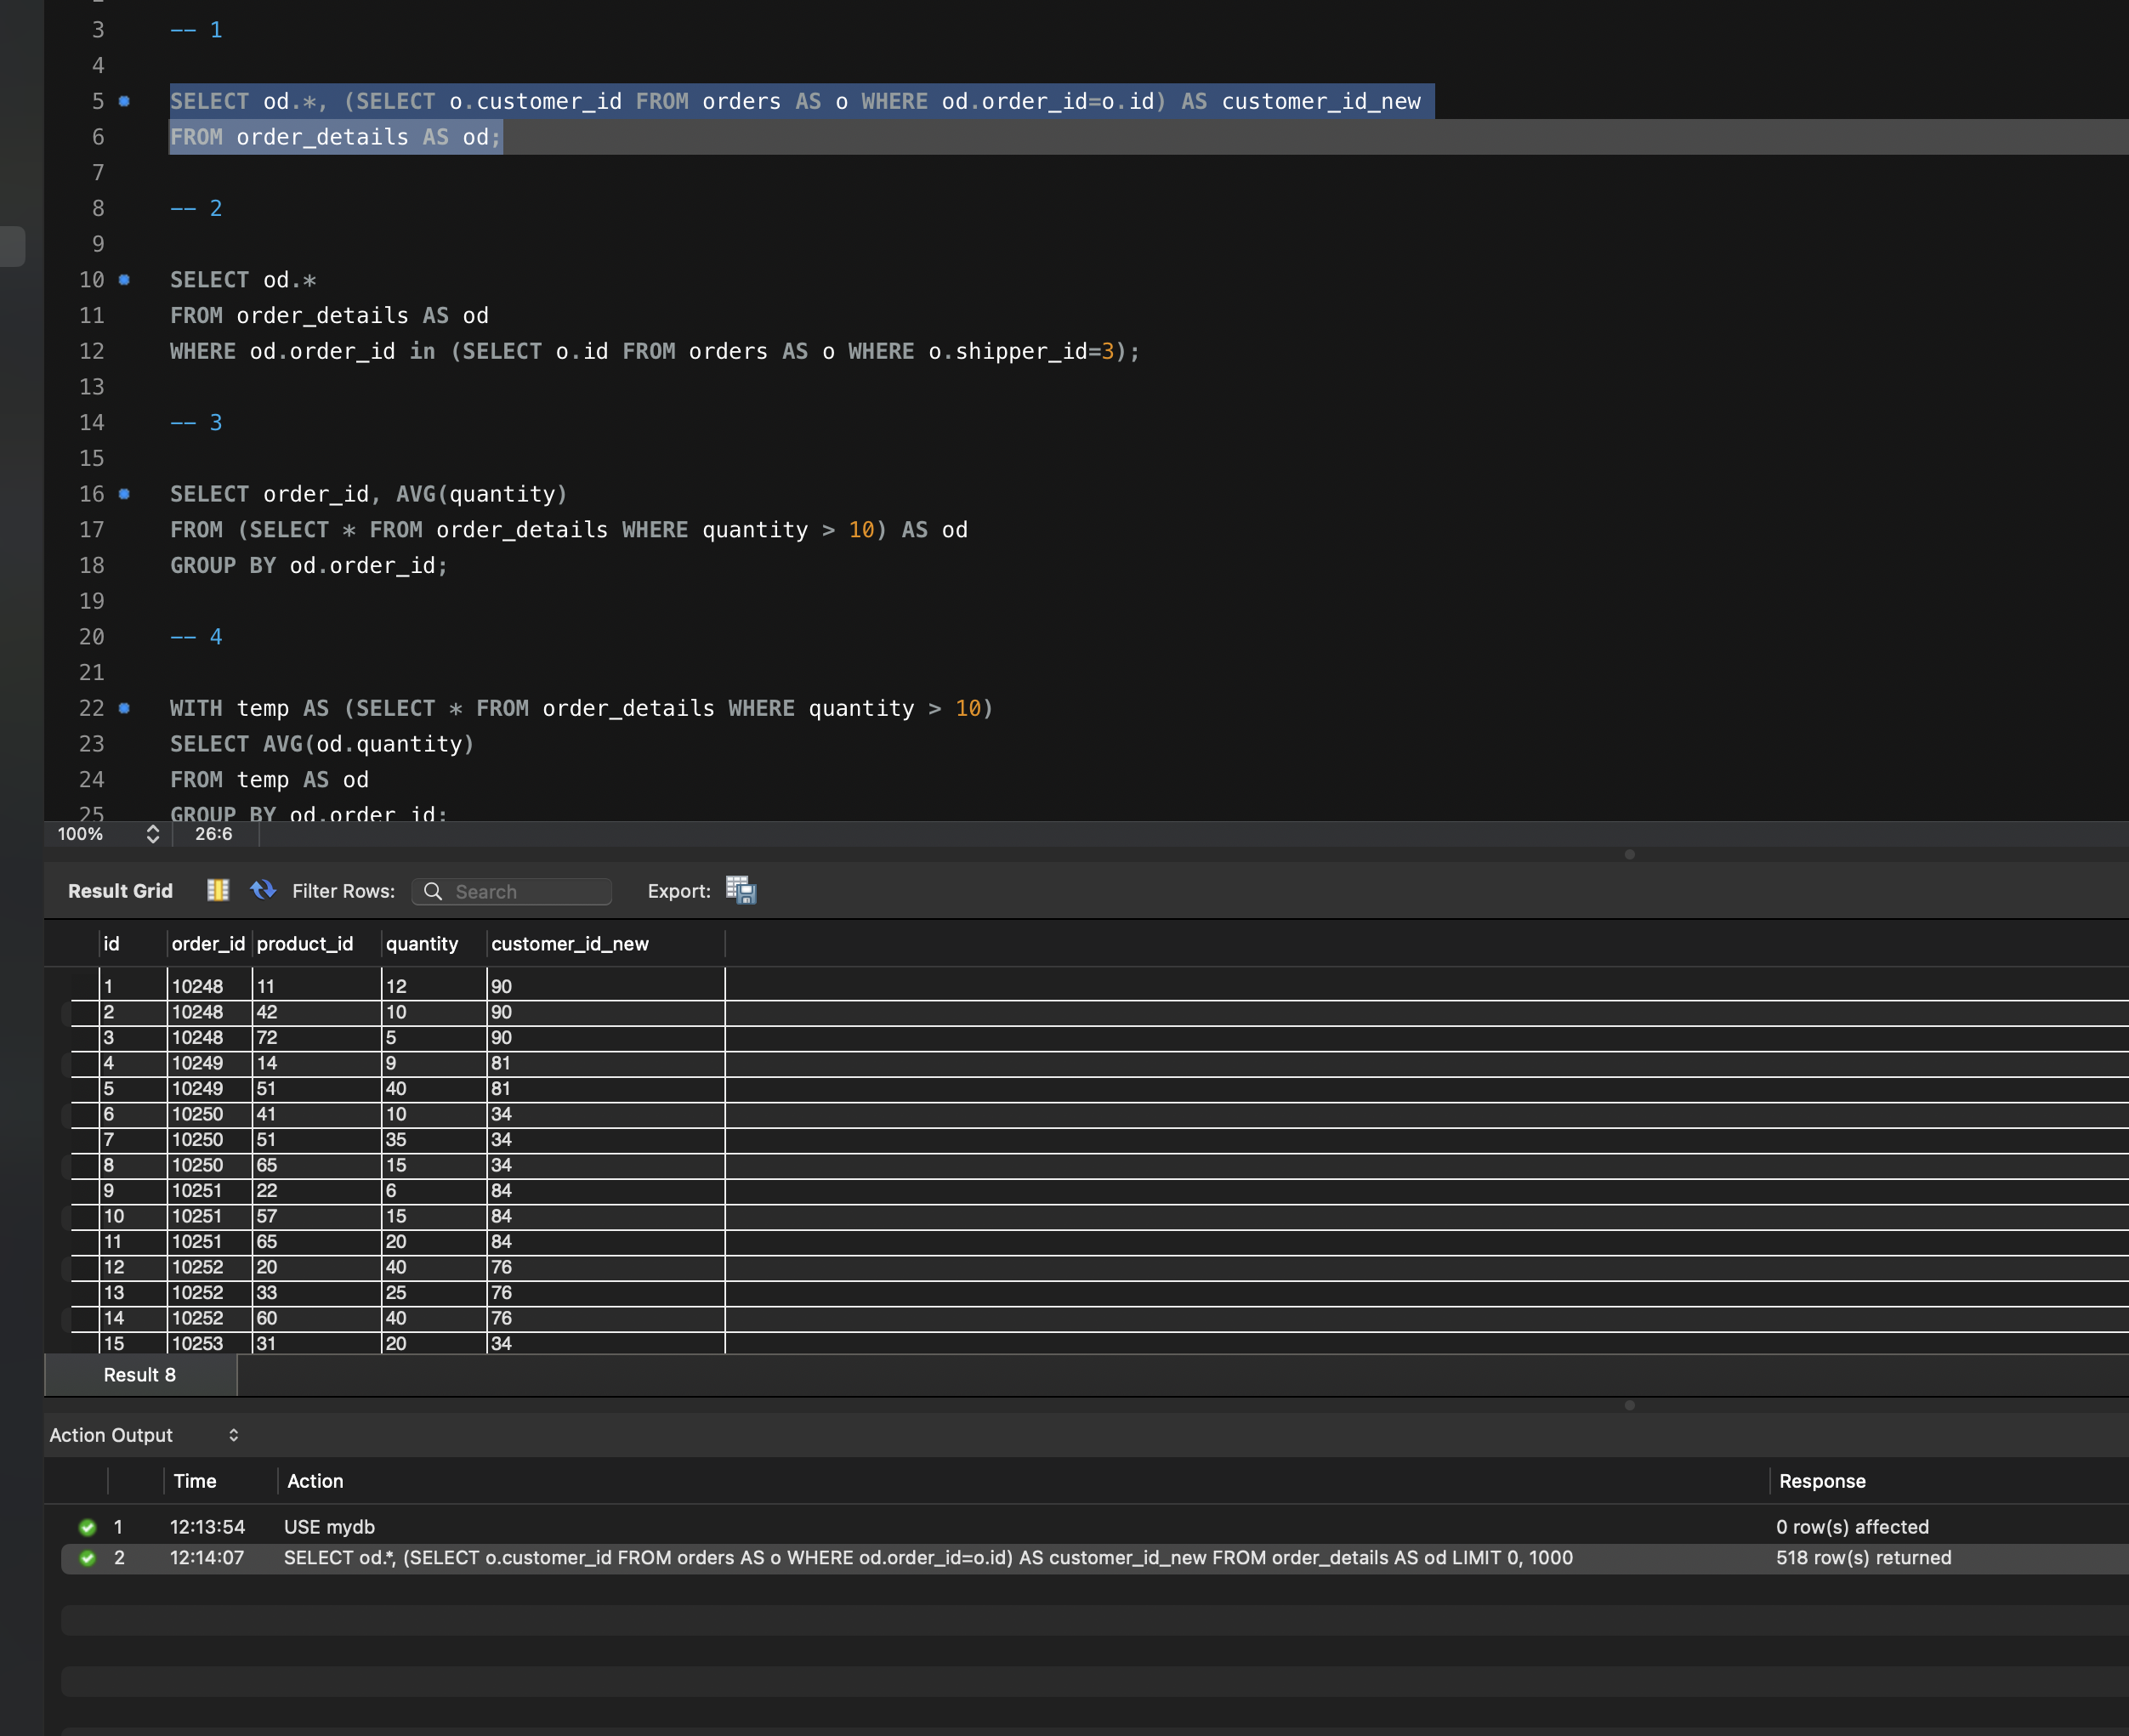 3 -- 1
4
5 SELECT od.*, (SELECT o.customer_id FROM orders AS o WHERE od.order_id=o.id) AS customer_id_new
6 FROM order_details AS od;
7
8 -- 2
9
10 SELECT od.*
11 FROM order_details AS od
12 WHERE od.order_id in (SELECT o.id FROM orders AS o WHERE o.shipper_id=3);
13
14 -- 3
15
16 SELECT order_id, AVG(quantity)
17 FROM (SELECT * FROM order_details WHERE quantity > 10) AS od
18 GROUP BY od.order_id;
19
20 -- 4
21
22 WITH temp AS (SELECT * FROM order_details WHERE quantity > 10)
23 SELECT AVG(od.quantity)
24 FROM temp AS od
25 GROUP BY od.order_id;
100% 26:6
Result Grid Filter Rows: Search Export:
id order_id product_id quantity customer_id_new
1 10248 11 12 90
2 10248 42 10 90
3 10248 72 5 90
4 10249 14 9 81
5 10249 51 40 81
6 10250 41 10 34
7 10250 51 35 34
8 10250 65 15 34
9 10251 22 6 84
10 10251 57 15 84
11 10251 65 20 84
12 10252 20 40 76
13 10252 33 25 76
14 10252 60 40 76
15 10253 31 20 34
Result 8
Action Output
Time Action Response
1 12:13:54 USE mydb 0 row(s) affected
2 12:14:07 SELECT od.*, (SELECT o.customer_id FROM orders AS o WHERE od.order_id=o.id) AS customer_id_new FROM order_details AS od LIMIT 0, 1000 518 row(s) returned